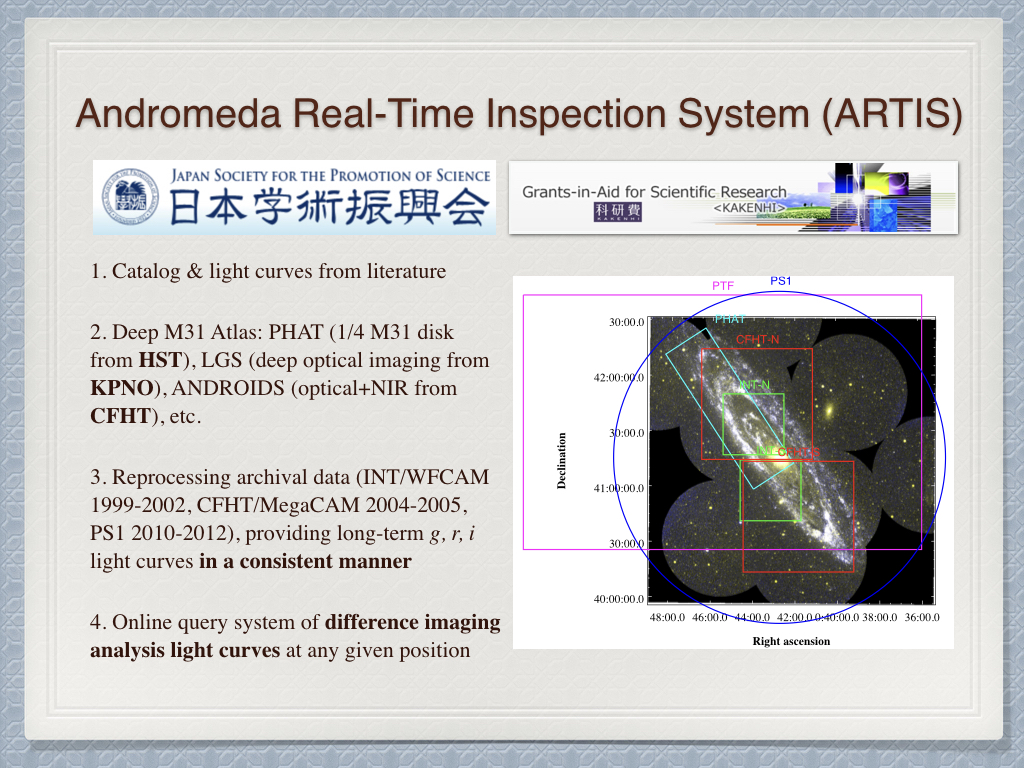 Andromeda Real-Time Inspection System (ARTIS)
JAPAN SOCIETY FOR THE PROMOTION OF SCIENCE
日本学術振興会
Grants-in-Aid for Scientific Research
<KAKENHI>
科研費
KAKENHI
1. Catalog & light curves from literature
2. Deep M31 Atlas: PHAT (1/4 M31 disk
from HST), LGS (deep optical imaging from
KPNO), ANDROIDS (optical+NIR from
CFHT), etc.
3. Reprocessing archival data (INT/WFCAM
1999-2002, CFHT/MegaCAM 2004-2005,
PS1 2010-2012), providing long-term g, r, i
light curves in a consistent manner
4. Online query system of difference imaging
analysis light curves at any given position
PS1
PTF
PHAT
30:00.0
CFHT-N
42:00:00.0
INT-N
30:00.0
Declination
41:00:00.0
30:00.0
40:00:00.0
48:00.0 46:00.0 44:00.0 42:00.0 0:40:00.0 38:00.0 36:00.0
Right ascension